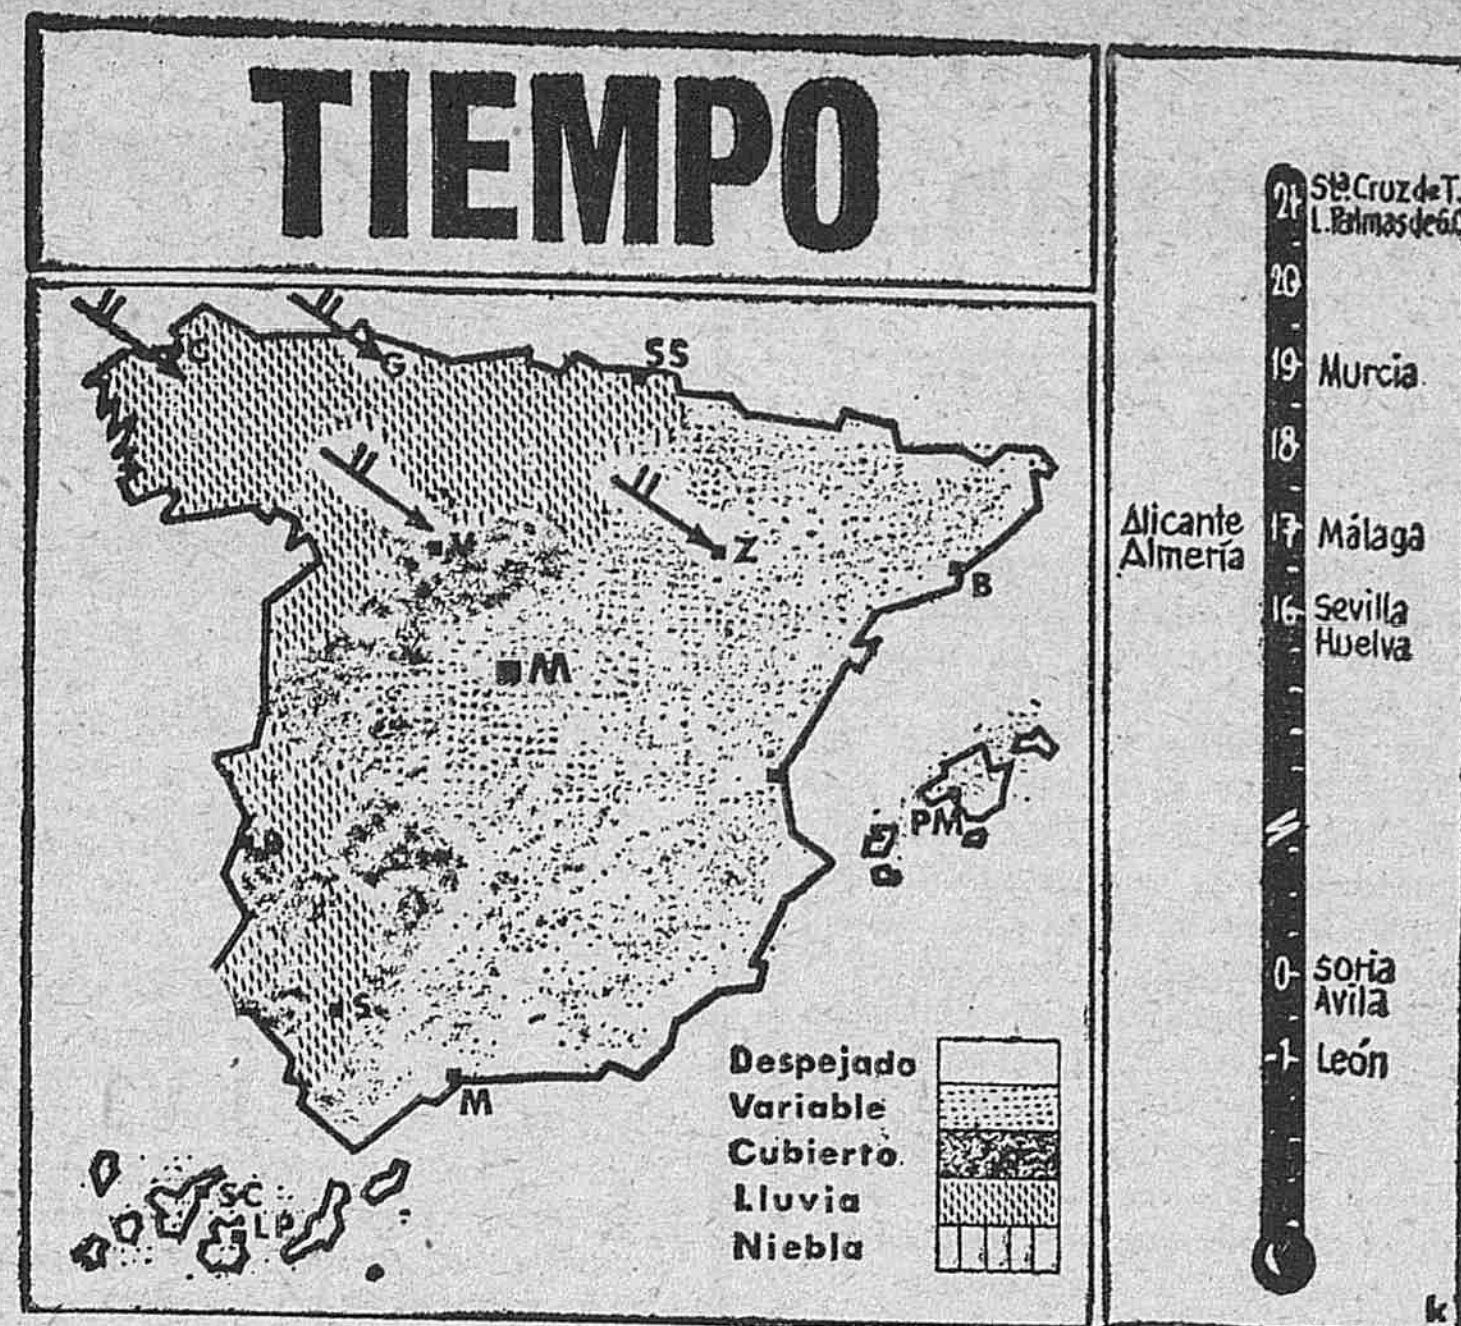 TIEMPO
C
G
SS
V
Z
B
M
PM
S
M
SC
LP
Despejado
Variable
Cubierto.
Lluvia
Niebla
21 Sta Cruz de T.
L. Palmas de G.C
20
19 Murcia.
18
Alicante 17 Málaga
Almería
16 Sevilla
Huelva
0 Soria
Avila
-1 León
k